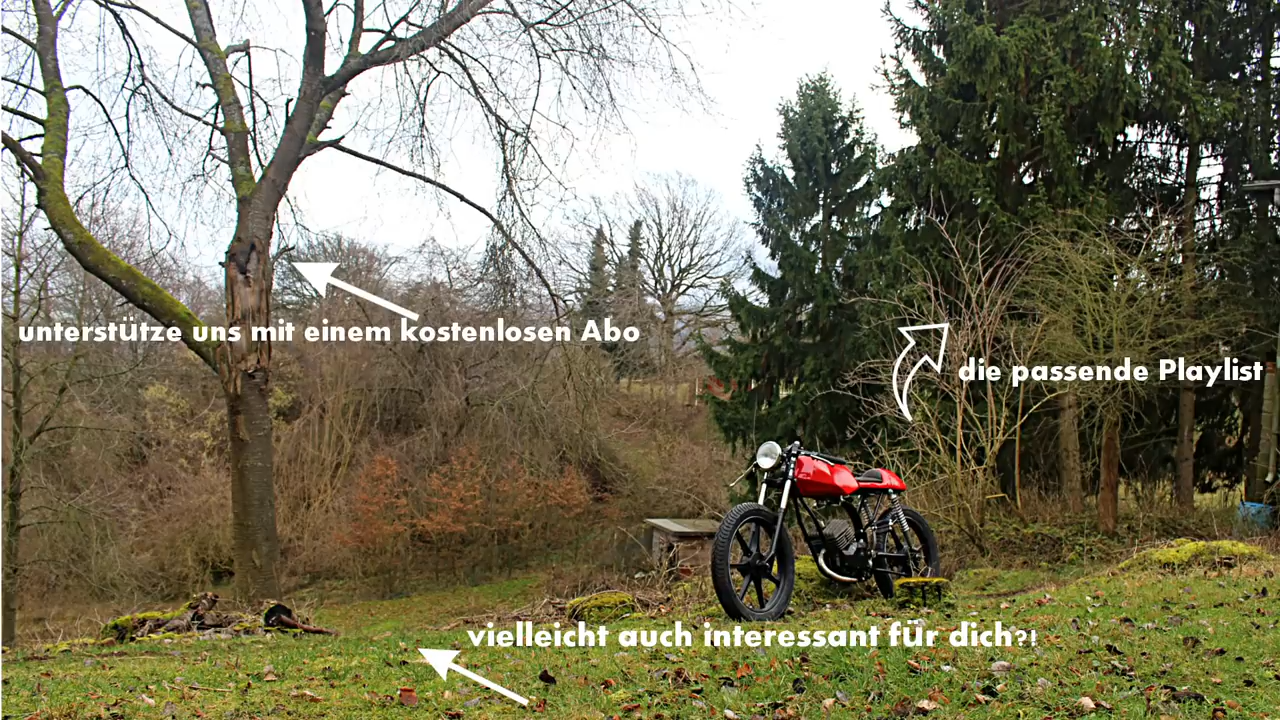 unterstütze uns mit einem kostenlosen Abo
die passende Playlist
vielleicht auch interessant für dich?!